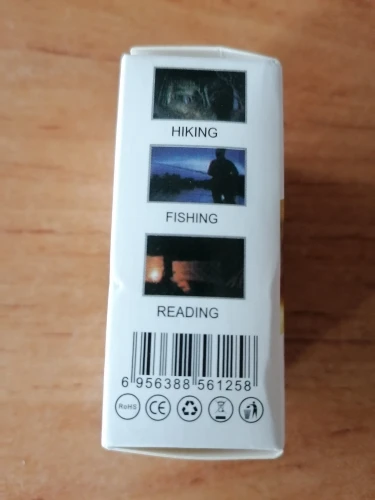 HIKING
FISHING
READING
6 956388 561258
RoHS CE